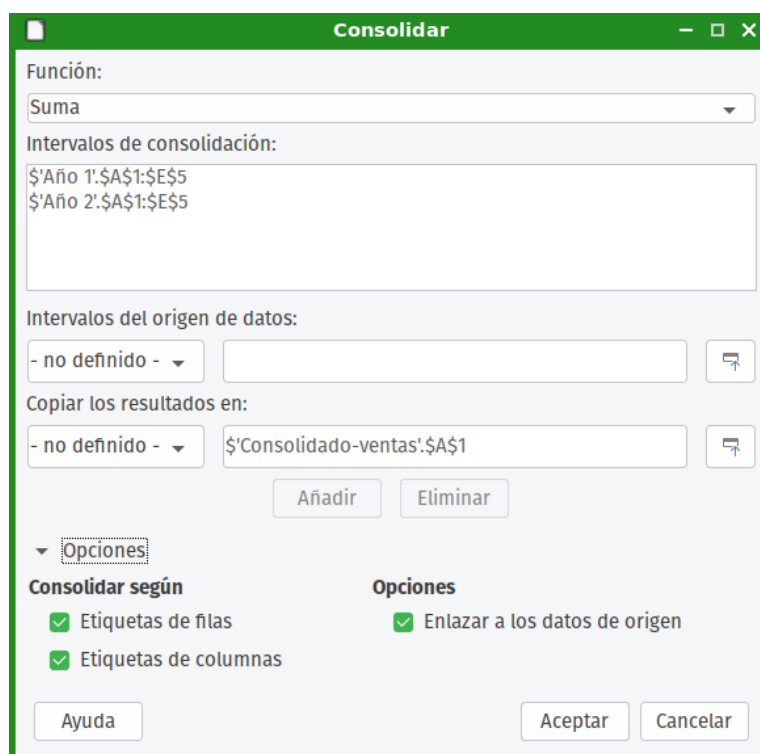 Consolidar
Función:
Suma
Intervalos de consolidación:
$'Año 1'.$A$1:$E$5
$'Año 2'.$A$1:$E$5
Intervalos del origen de datos:
- no definido -
Copiar los resultados en:
- no definido - $'Consolidado-ventas'.$A$1
Añadir Eliminar
Opciones
Consolidar según Opciones
Etiquetas de filas Enlazar a los datos de origen
Etiquetas de columnas
Ayuda Aceptar Cancelar